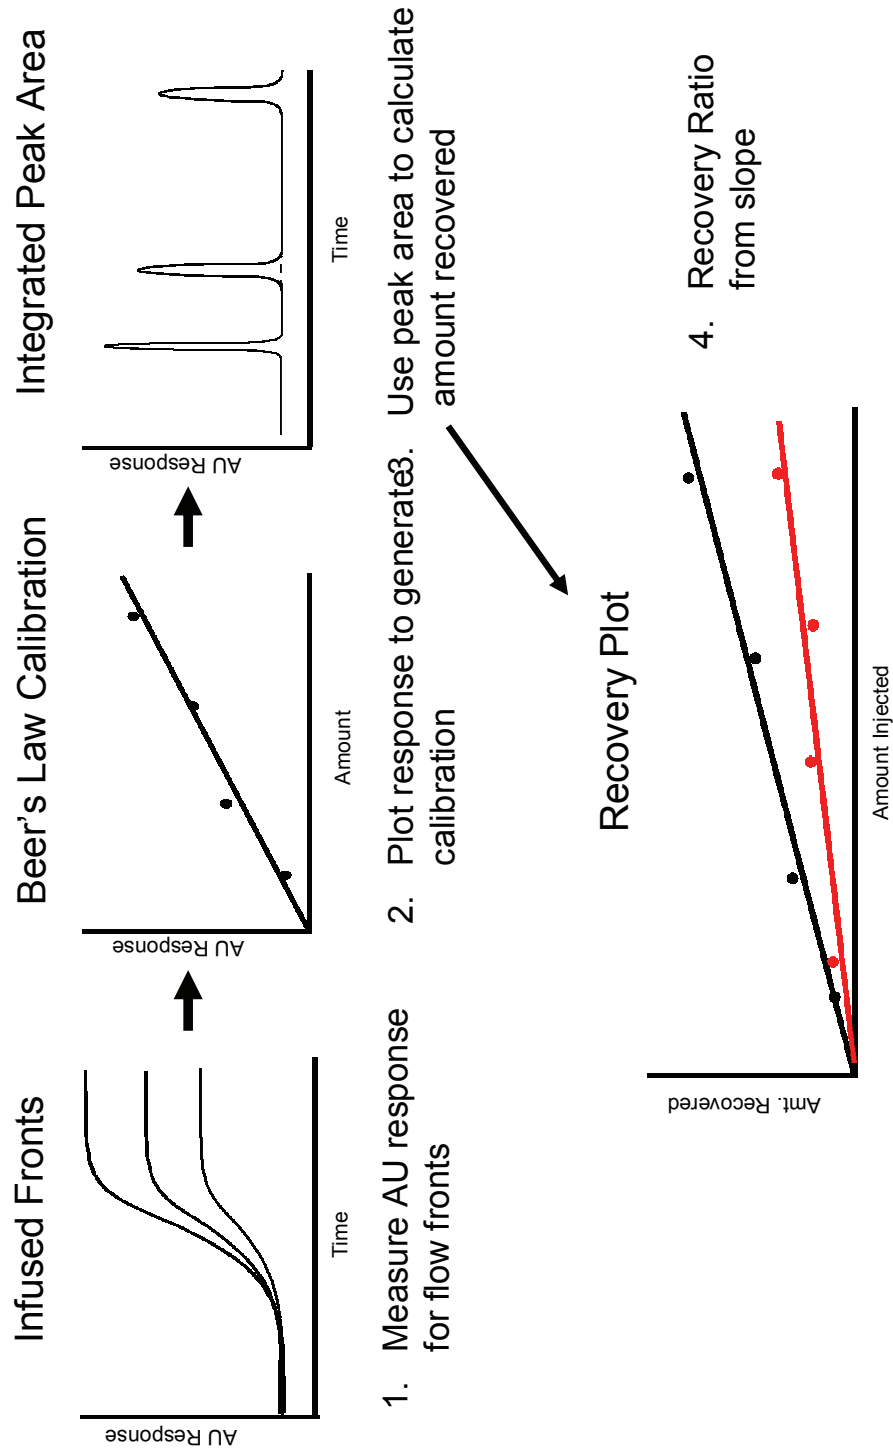 Infused Fronts
AU Response
Time
1. Measure AU response
for flow fronts
Beer's Law Calibration
AU Response
Amount
2. Plot response to generate
calibration
Integrated Peak Area
AU Response
Time
3. Use peak area to calculate
amount recovered
Recovery Plot
Amt. Recovered
Amount Injected
4. Recovery Ratio
from slope